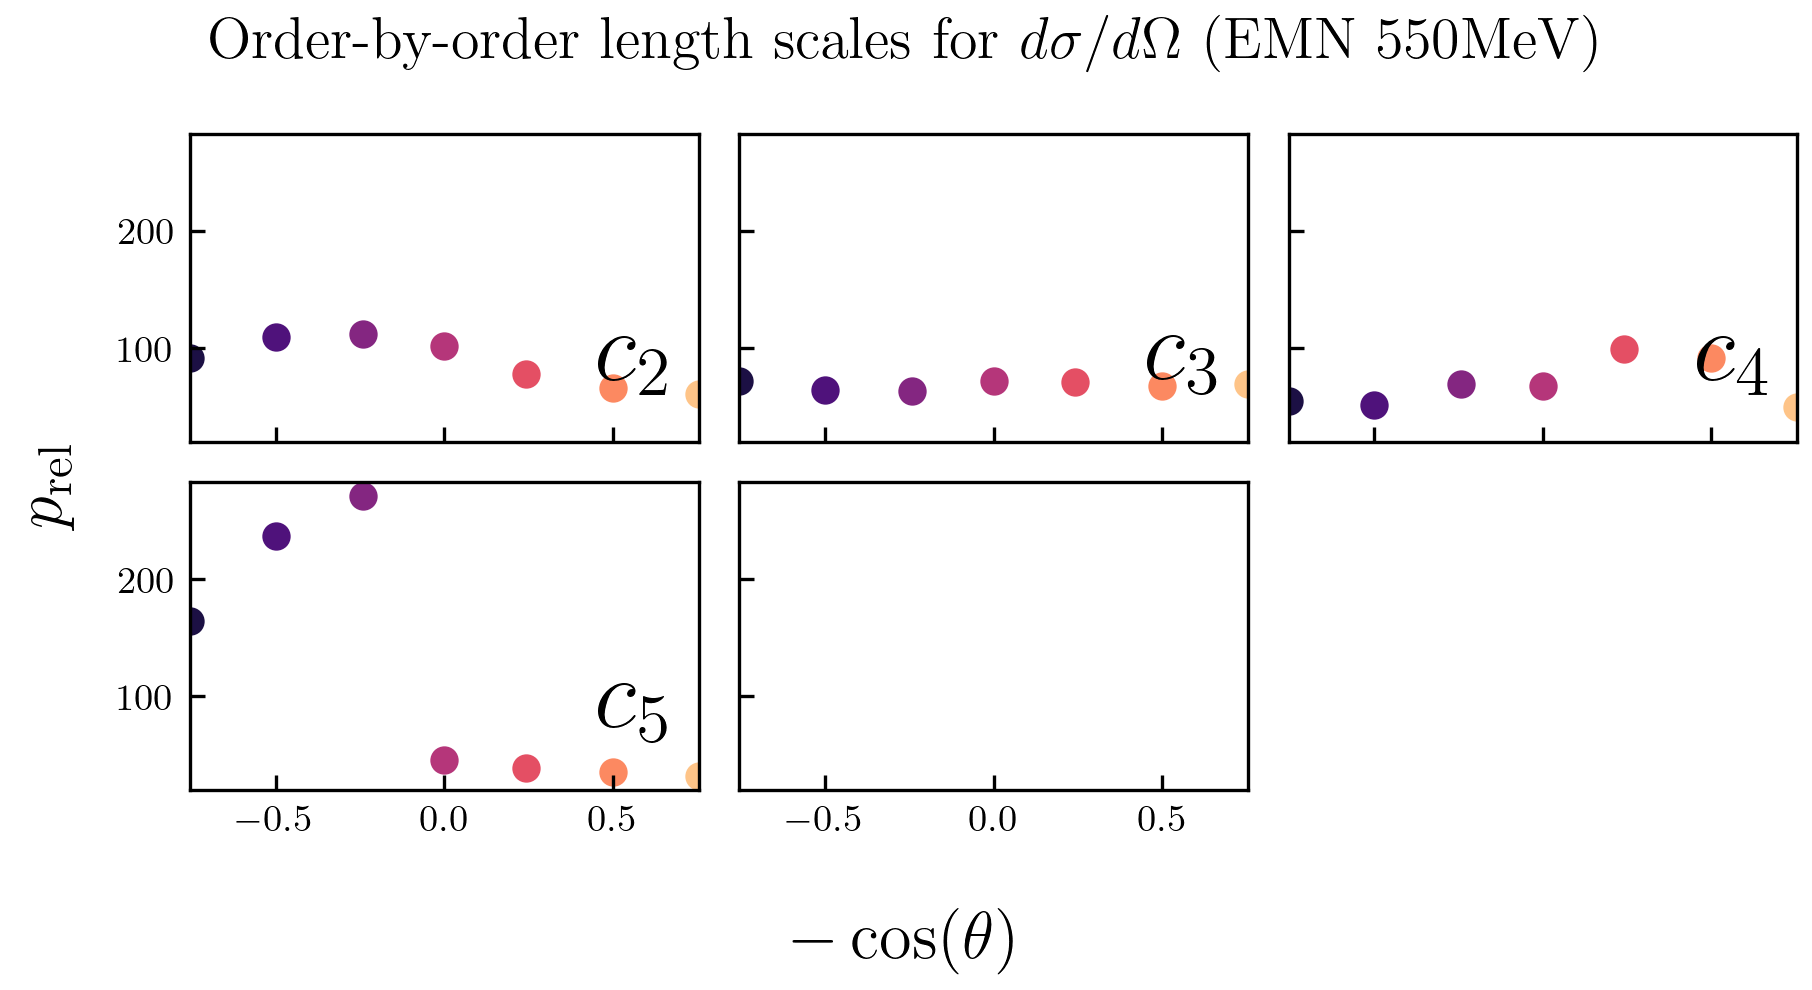 Order-by-order length scales for dσ/dΩ (EMN 550MeV)
200
100
c₂
c₃
c₄
p_rel
200
100
c₅
−0.5 0.0 0.5
−0.5 0.0 0.5
− cos(θ)